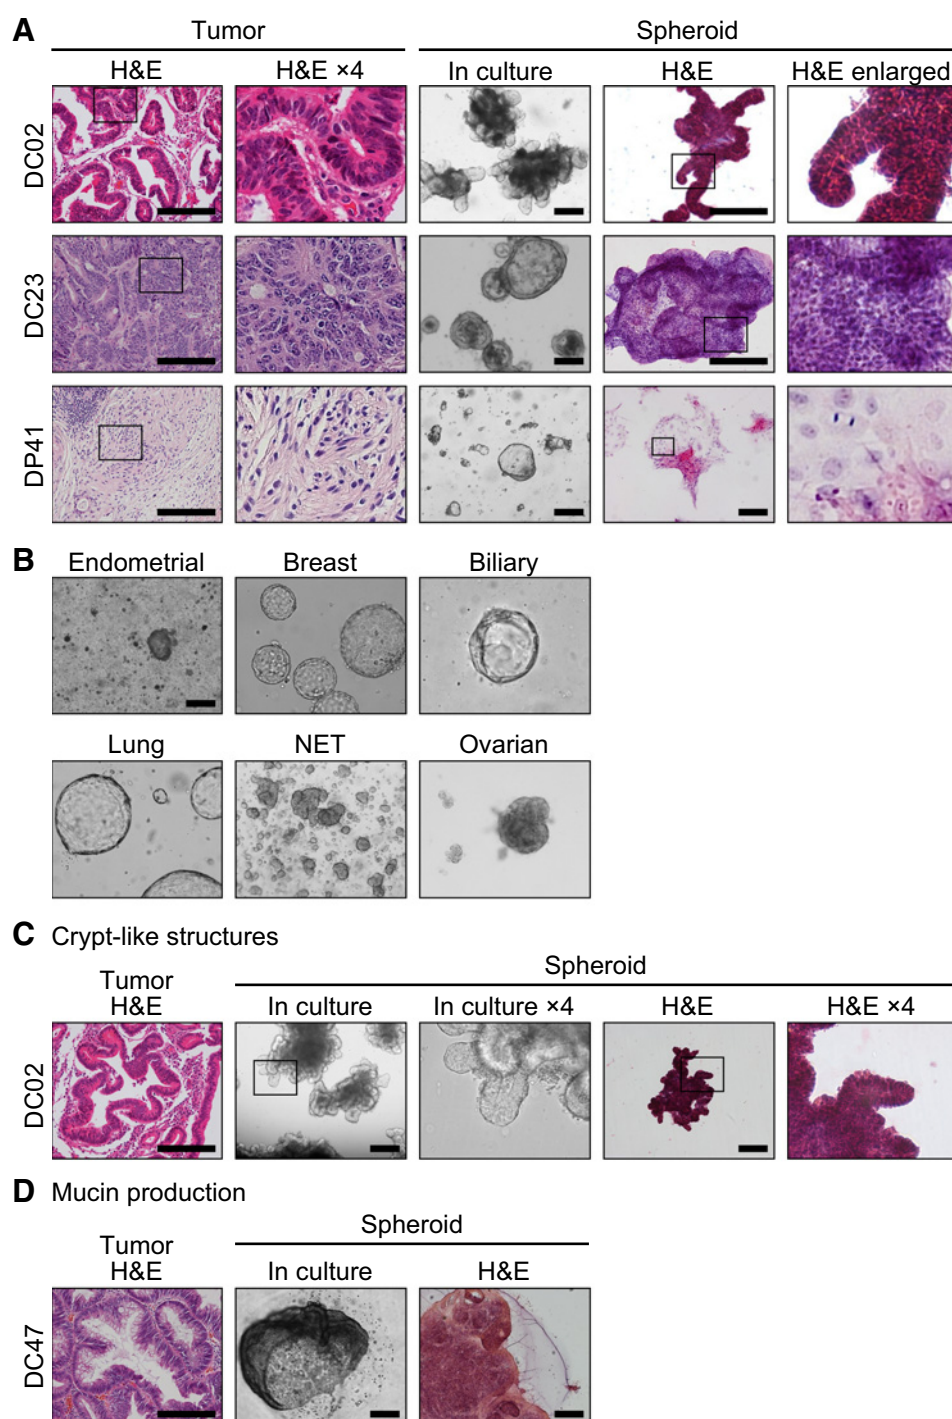 A
Tumor
Spheroid
H&E
H&E ×4
In culture
H&E
H&E enlarged
DC02
DC23
DP41
B
Endometrial
Breast
Biliary
Lung
NET
Ovarian
C Crypt-like structures
Spheroid
Tumor
H&E
In culture
In culture ×4
H&E
H&E ×4
DC02
D Mucin production
Spheroid
Tumor
H&E
In culture
H&E
DC47